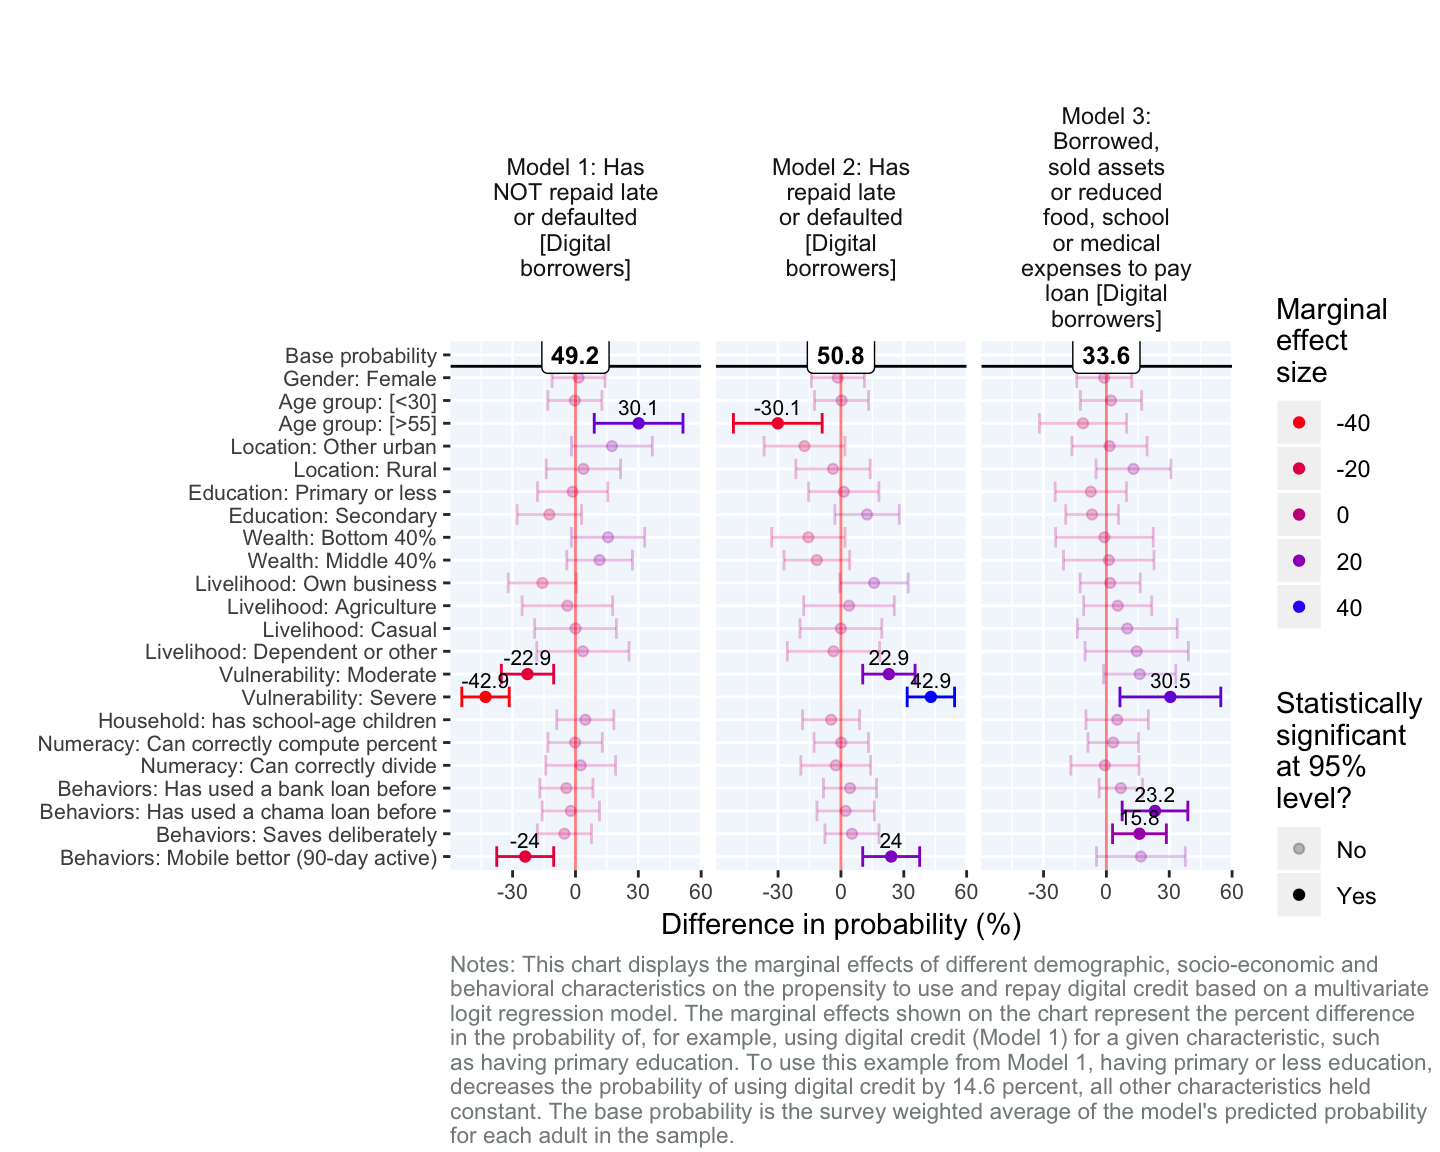 Model 1: Has
NOT repaid late
or defaulted
[Digital
borrowers]
Model 2: Has
repaid late
or defaulted
[Digital
borrowers]
Model 3:
Borrowed,
sold assets
or reduced
food, school
or medical
expenses to pay
loan [Digital
borrowers]
Base probability
49.2
50.8
33.6
Gender: Female
Age group: [<30]
Age group: [>55]
30.1
-30.1
Location: Other urban
Location: Rural
Education: Primary or less
Education: Secondary
Wealth: Bottom 40%
Wealth: Middle 40%
Livelihood: Own business
Livelihood: Agriculture
Livelihood: Casual
Livelihood: Dependent or other
Vulnerability: Moderate
-22.9
22.9
Vulnerability: Severe
-42.9
42.9
30.5
Household: has school-age children
Numeracy: Can correctly compute percent
Numeracy: Can correctly divide
Behaviors: Has used a bank loan before
Behaviors: Has used a chama loan before
23.2
Behaviors: Saves deliberately
15.8
Behaviors: Mobile bettor (90-day active)
-24
24
-30 0 30 60
-30 0 30 60
-30 0 30 60
Difference in probability (%)
Marginal
effect
size
-40
-20
0
20
40
Statistically
significant
at 95%
level?
No
Yes
Notes: This chart displays the marginal effects of different demographic, socio-economic and
behavioral characteristics on the propensity to use and repay digital credit based on a multivariate
logit regression model. The marginal effects shown on the chart represent the percent difference
in the probability of, for example, using digital credit (Model 1) for a given characteristic, such
as having primary education. To use this example from Model 1, having primary or less education,
decreases the probability of using digital credit by 14.6 percent, all other characteristics held
constant. The base probability is the survey weighted average of the model's predicted probability
for each adult in the sample.